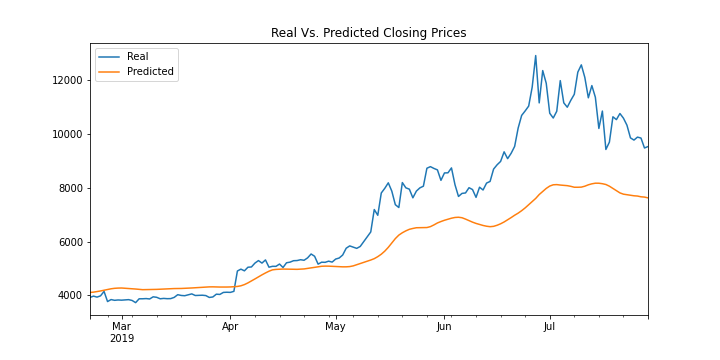 Real Vs. Predicted Closing Prices
Real
Predicted
12000
10000
8000
6000
4000
Mar
2019
Apr
May
Jun
Jul